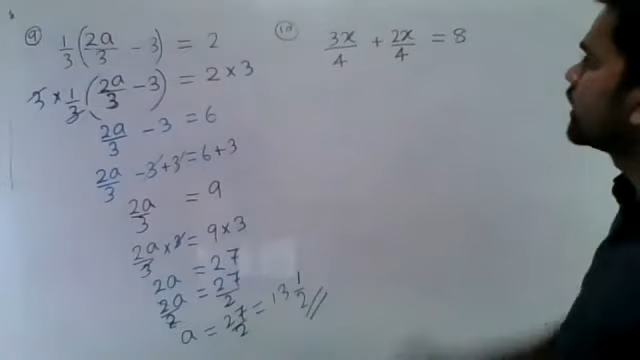 9) 1/3 (2a/3 - 3) = 2
3 × 1/3 (2a/3 - 3) = 2 × 3
2a/3 - 3 = 6
2a/3 - 3 + 3 = 6 + 3
2a/3 = 9
2a/3 × 3 = 9 × 3
2a = 27
2a/2 = 27/2
a = 27/2 = 13 1/2 //
10) 3x/4 + 2x/4 = 8